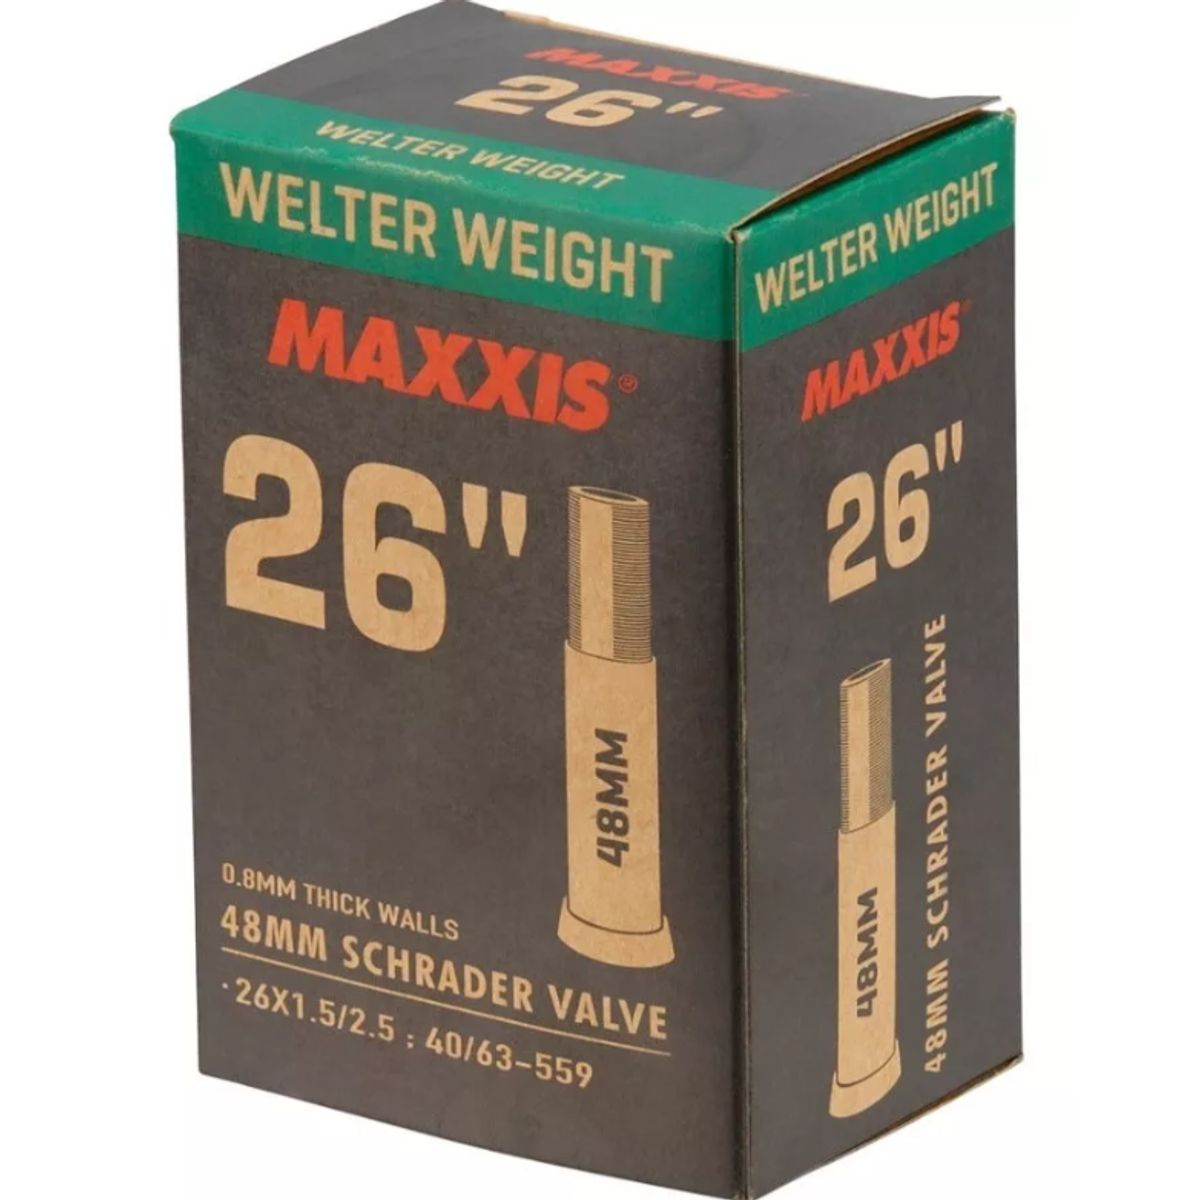 MAXXIS
26"
WELTER WEIGHT
WELTER WEIGHT
MAXXIS®
26"
48MM
0.8MM THICK WALLS
48MM SCHRADER VALVE
·26X1.5/2.5 ; 40/63-559
WELTER WEIGHT
MAXXIS
26"
48MM
48MM SCHRADER VALVE